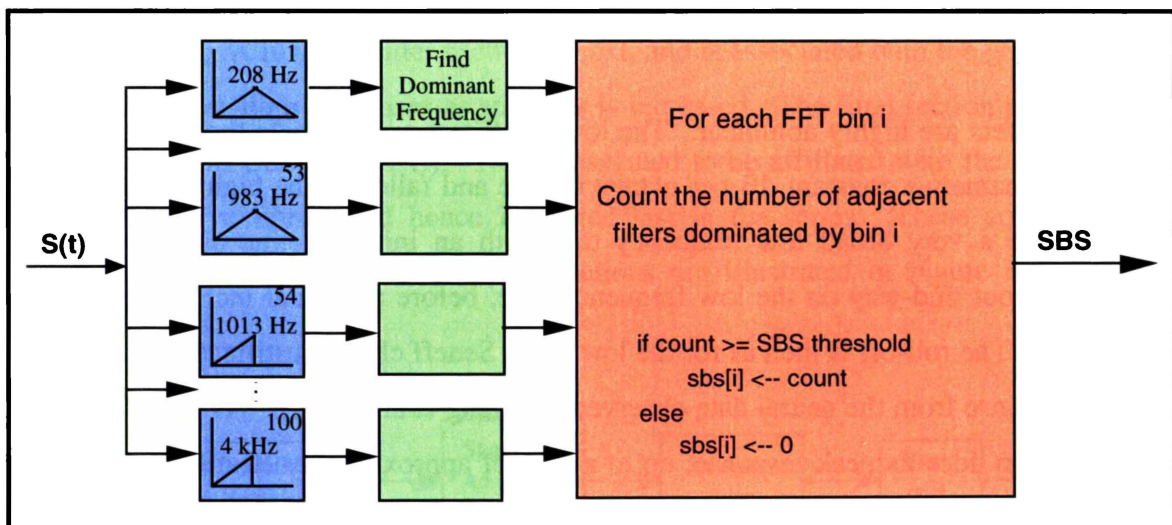 S(t)
1
208 Hz
Find
Dominant
Frequency
53
983 Hz
54
1013 Hz
100
4 kHz
For each FFT bin i
Count the number of adjacent
filters dominated by bin i
if count >= SBS threshold
sbs[i] <-- count
else
sbs[i] <-- 0
SBS